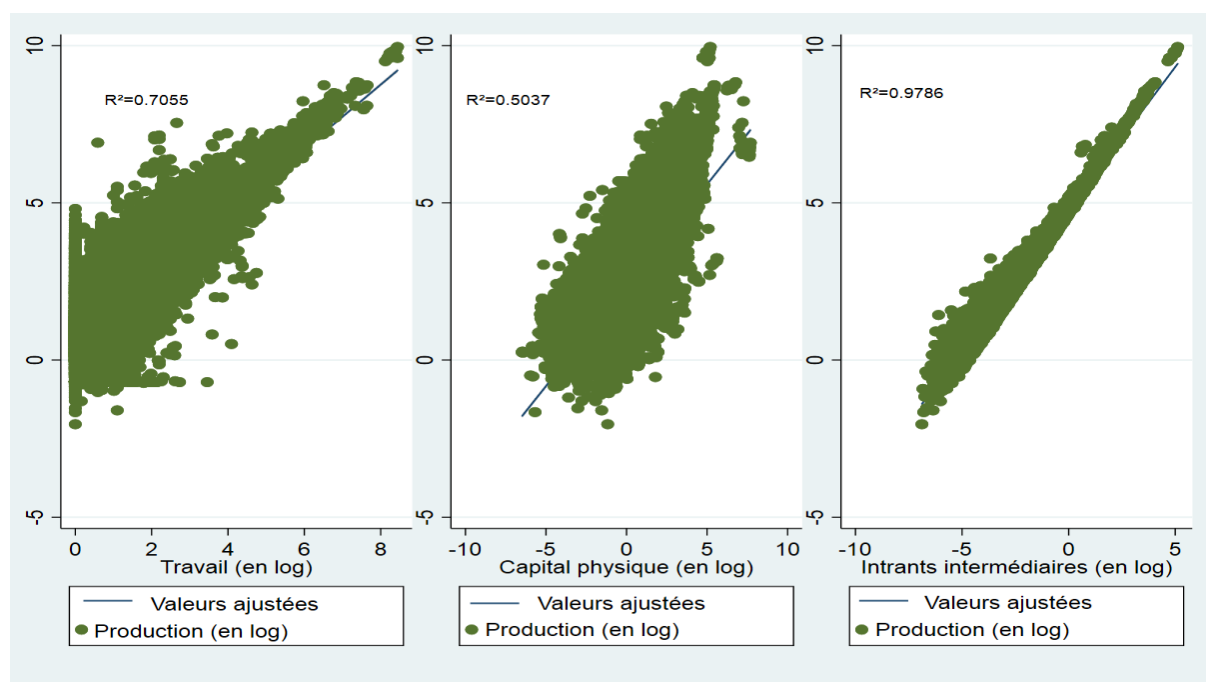 10
5
0
-5
R²=0.7055
0 2 4 6 8
Travail (en log)
Valeurs ajustées
Production (en log)
10
5
0
-5
R²=0.5037
-10 -5 0 5 10
Capital physique (en log)
Valeurs ajustées
Production (en log)
10
5
0
-5
R²=0.9786
-10 -5 0 5
Intrants intermédiaires (en log)
Valeurs ajustées
Production (en log)